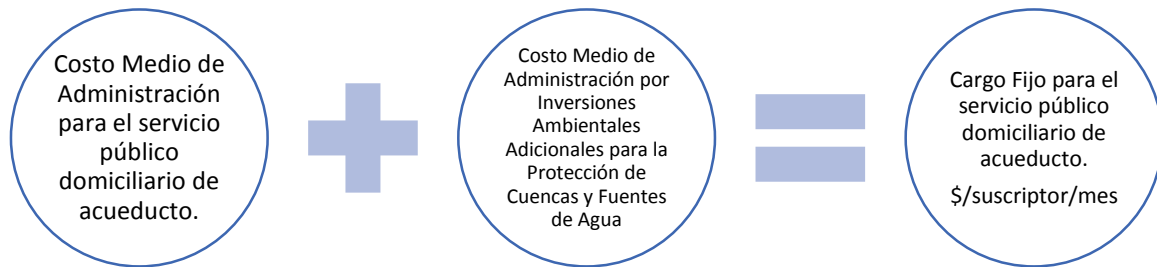 Costo Medio de
Administración
para el servicio
público
domiciliario de
acueducto.
Costo Medio de
Administración por
Inversiones
Ambientales
Adicionales para la
Protección de
Cuencas y Fuentes
de Agua
Cargo Fijo para el
servicio público
domiciliario de
acueducto.
$/suscriptor/mes